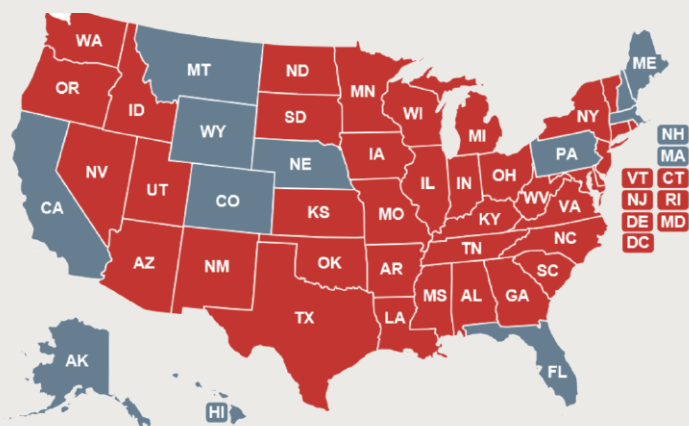 WA
MT
ND
MN
ME
OR
ID
SD
WI
MI
NY
NH
WY
MA
IA
PA
NE
VT CT
NV
UT
CO
IL
IN
OH
WV
NJ RI
CA
KS
MO
KY
VA
DE MD
TN
NC
DC
AZ
NM
OK
AR
SC
TX
LA
MS
AL
GA
AK
FL
HI